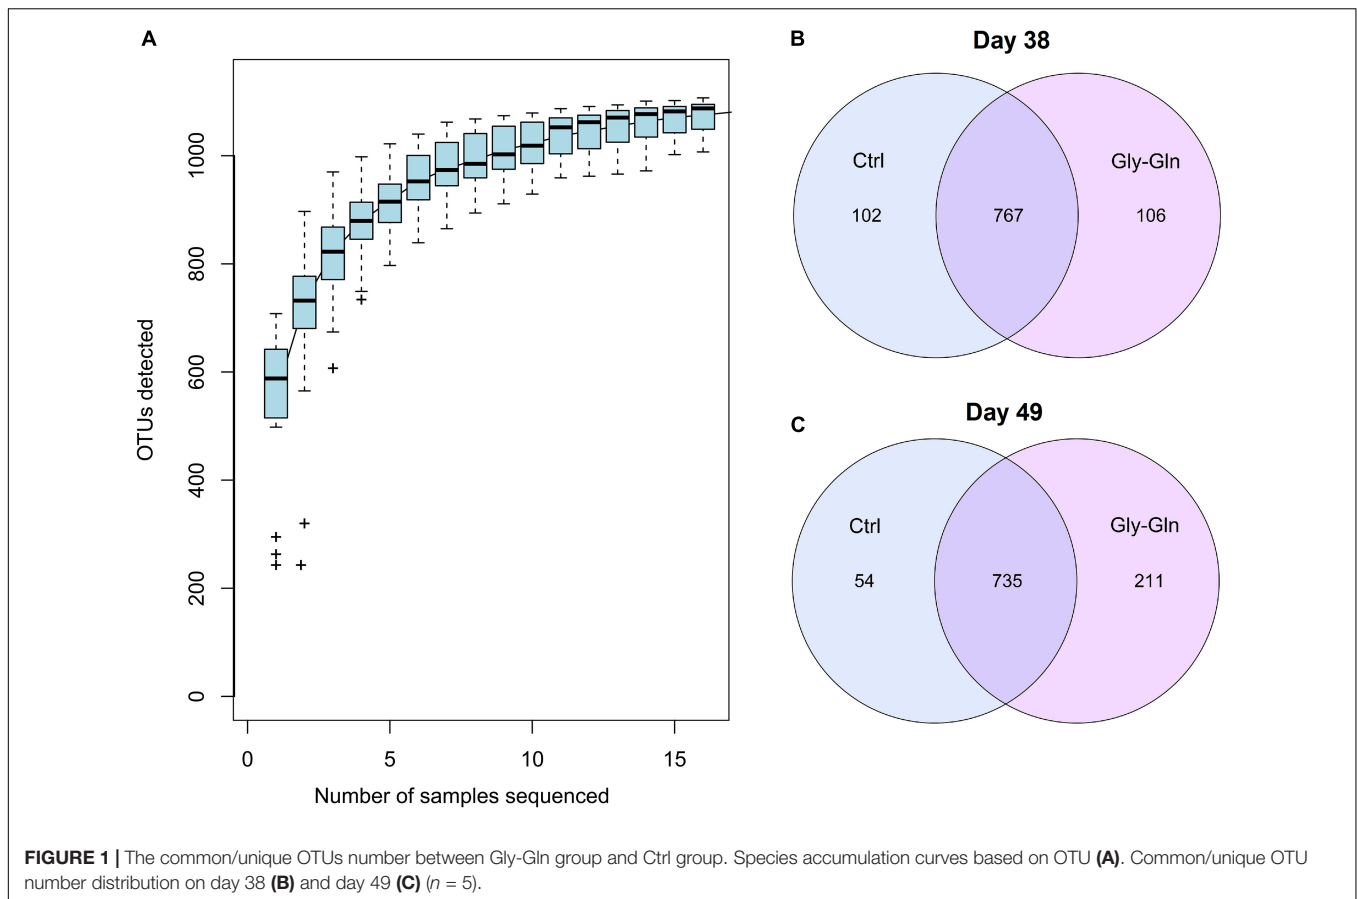 A
OTUs detected
1000
800
600
400
200
0
0 5 10 15
Number of samples sequenced
B
Day 38
Ctrl Gly-Gln
102 767 106
C
Day 49
Ctrl Gly-Gln
54 735 211
FIGURE 1 | The common/unique OTUs number between Gly-Gln group and Ctrl group. Species accumulation curves based on OTU (A). Common/unique OTU
number distribution on day 38 (B) and day 49 (C) (n = 5).